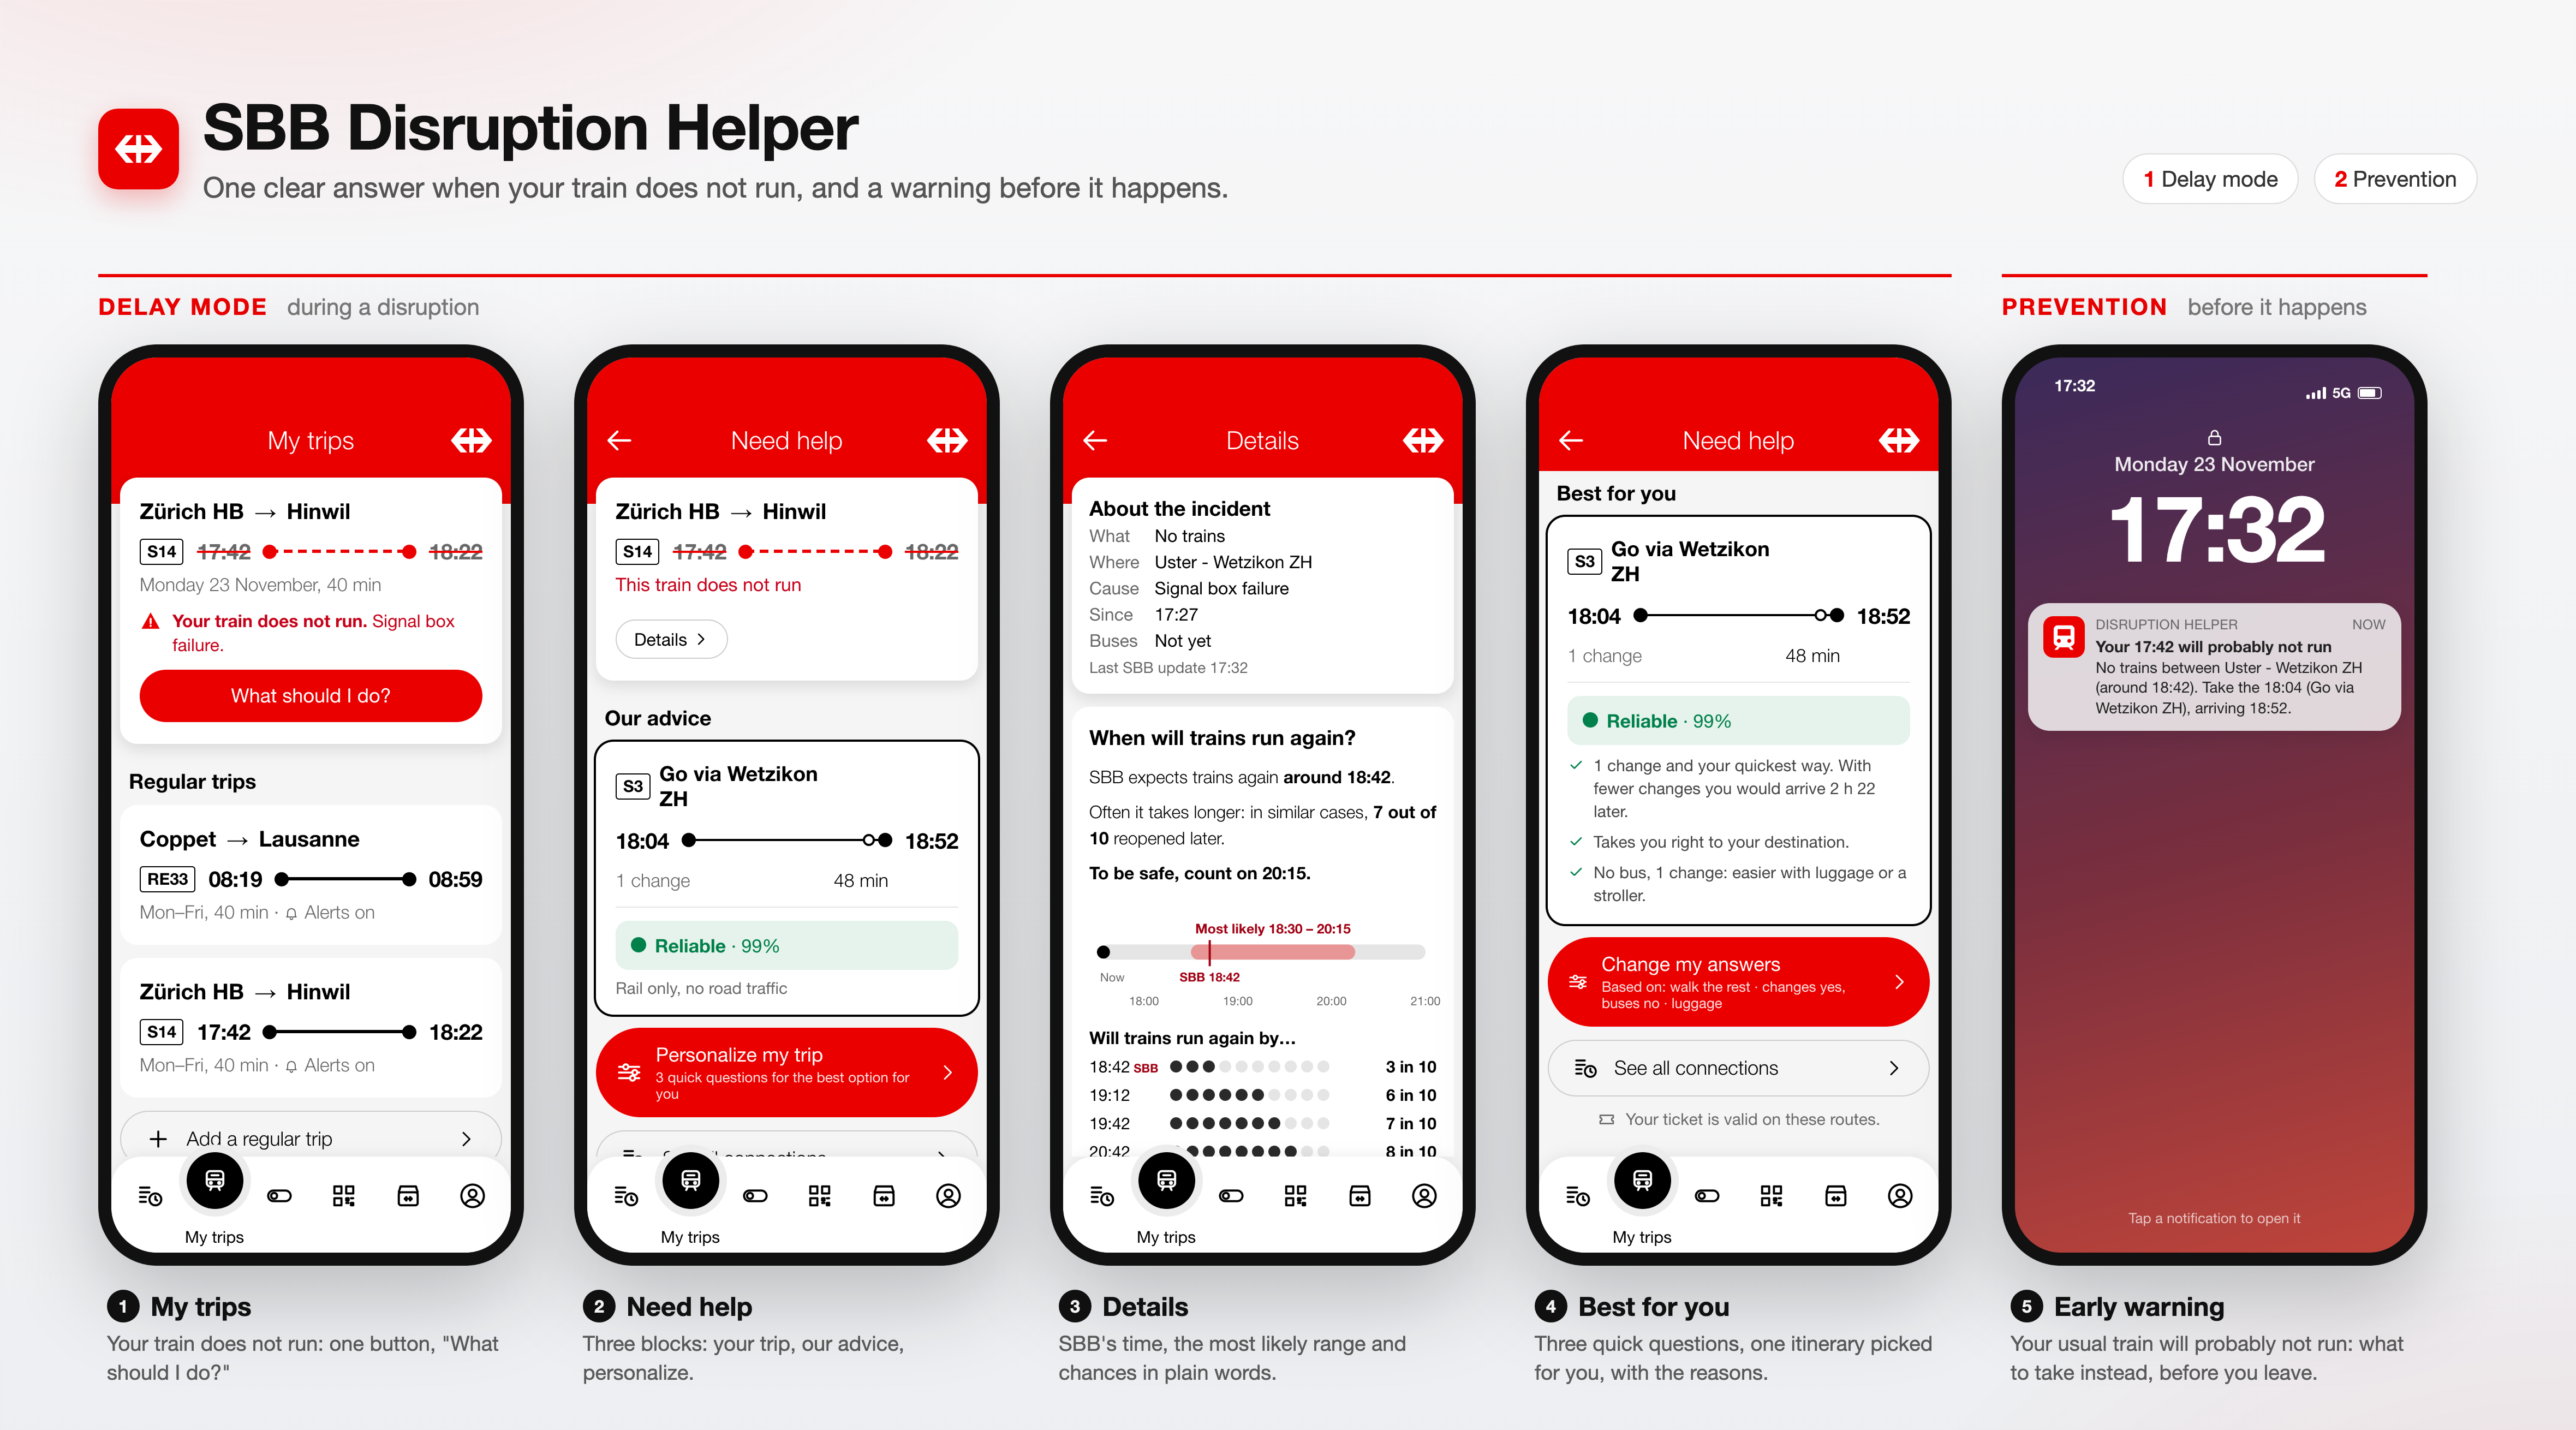 SBB Disruption Helper
One clear answer when your train does not run, and a warning before it happens.
1 Delay mode
2 Prevention
DELAY MODE during a disruption
PREVENTION before it happens
My trips
Zürich HB → Hinwil
S14 17:42 18:22
Monday 23 November, 40 min
Your train does not run. Signal box
failure.
What should I do?
Regular trips
Coppet → Lausanne
RE33 08:19 08:59
Mon–Fri, 40 min · Alerts on
Zürich HB → Hinwil
S14 17:42 18:22
Mon–Fri, 40 min · Alerts on
Add a regular trip
My trips
1 My trips
Your train does not run: one button, "What
should I do?"
Need help
Zürich HB → Hinwil
S14 17:42 18:22
This train does not run
Details
Our advice
S3 Go via Wetzikon
ZH
18:04 18:52
1 change 48 min
Reliable · 99%
Rail only, no road traffic
Personalize my trip
3 quick questions for the best option for
you
connections
My trips
2 Need help
Three blocks: your trip, our advice,
personalize.
Details
About the incident
What No trains
Where Uster - Wetzikon ZH
Cause Signal box failure
Since 17:27
Buses Not yet
Last SBB update 17:32
When will trains run again?
SBB expects trains again around 18:42.
Often it takes longer: in similar cases, 7 out of
10 reopened later.
To be safe, count on 20:15.
Most likely 18:30 – 20:15
Now SBB 18:42
18:00 19:00 20:00 21:00
Will trains run again by...
18:42 SBB 3 in 10
19:12 6 in 10
19:42 7 in 10
20:42 8 in 10
My trips
3 Details
SBB's time, the most likely range and
chances in plain words.
Need help
Best for you
S3 Go via Wetzikon
ZH
18:04 18:52
1 change 48 min
Reliable · 99%
1 change and your quickest way. With
fewer changes you would arrive 2 h 22
later.
Takes you right to your destination.
No bus, 1 change: easier with luggage or a
stroller.
Change my answers
Based on: walk the rest · changes yes,
buses no · luggage
See all connections
Your ticket is valid on these routes.
My trips
4 Best for you
Three quick questions, one itinerary picked
for you, with the reasons.
17:32 5G
Monday 23 November
17:32
DISRUPTION HELPER NOW
Your 17:42 will probably not run
No trains between Uster - Wetzikon ZH
(around 18:42). Take the 18:04 (Go via
Wetzikon ZH), arriving 18:52.
Tap a notification to open it
5 Early warning
Your usual train will probably not run: what
to take instead, before you leave.